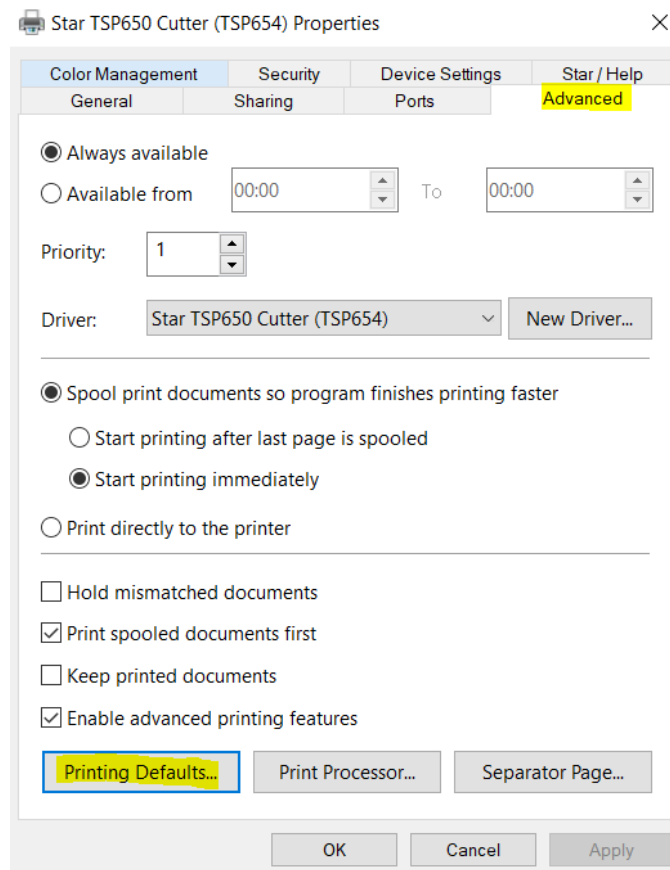 Star TSP650 Cutter (TSP654) Properties
Color Management Security Device Settings Star / Help
General Sharing Ports Advanced
Always available
Available from 00:00 To 00:00
Priority: 1
Driver: Star TSP650 Cutter (TSP654) New Driver...
Spool print documents so program finishes printing faster
Start printing after last page is spooled
Start printing immediately
Print directly to the printer
Hold mismatched documents
Print spooled documents first
Keep printed documents
Enable advanced printing features
Printing Defaults... Print Processor... Separator Page...
OK Cancel Apply